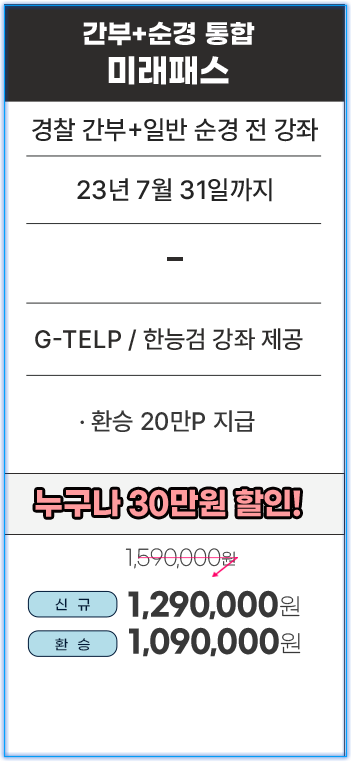 간부+순경 통합
미래패스
경찰 간부+일반 순경 전 강좌
23년 7월 31일까지
–
G-TELP / 한능검 강좌 제공
· 환승 20만P 지급
누구나 30만원 할인!
1,590,000원
신 규 1,290,000원
환 승 1,090,000원